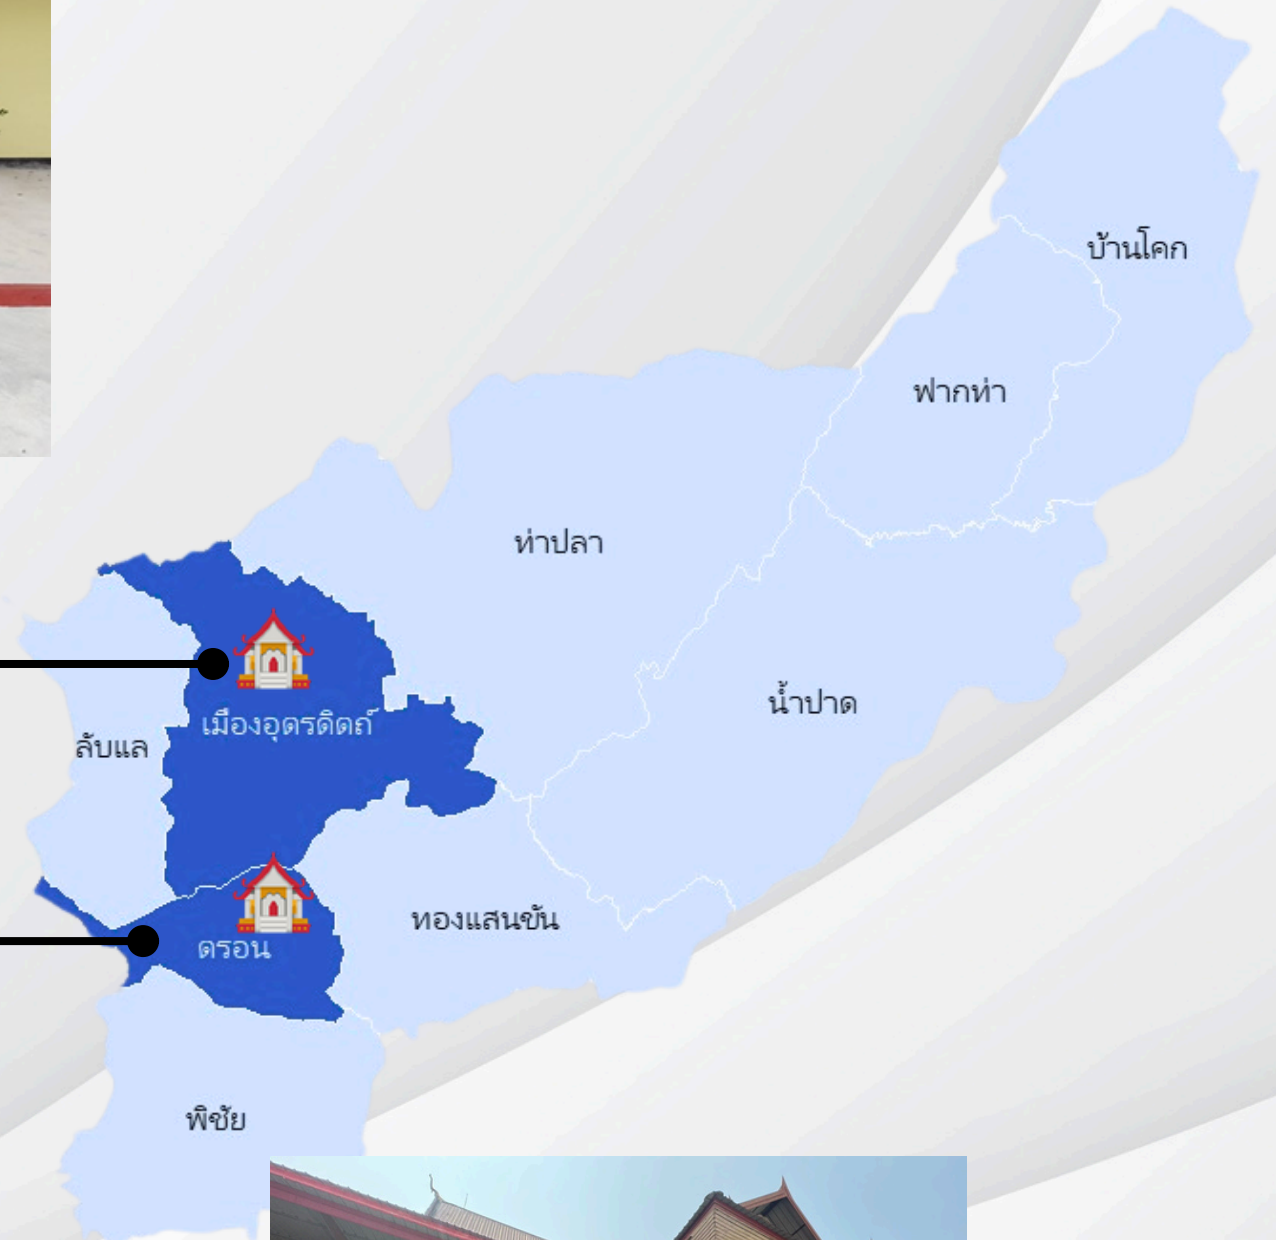 บ้านโคก
ฟากท่า
ท่าปลา
น้ำปาด
เมืองอุตรดิตถ์
ลับแล
ทองแสนขัน
ตรอน
พิชัย